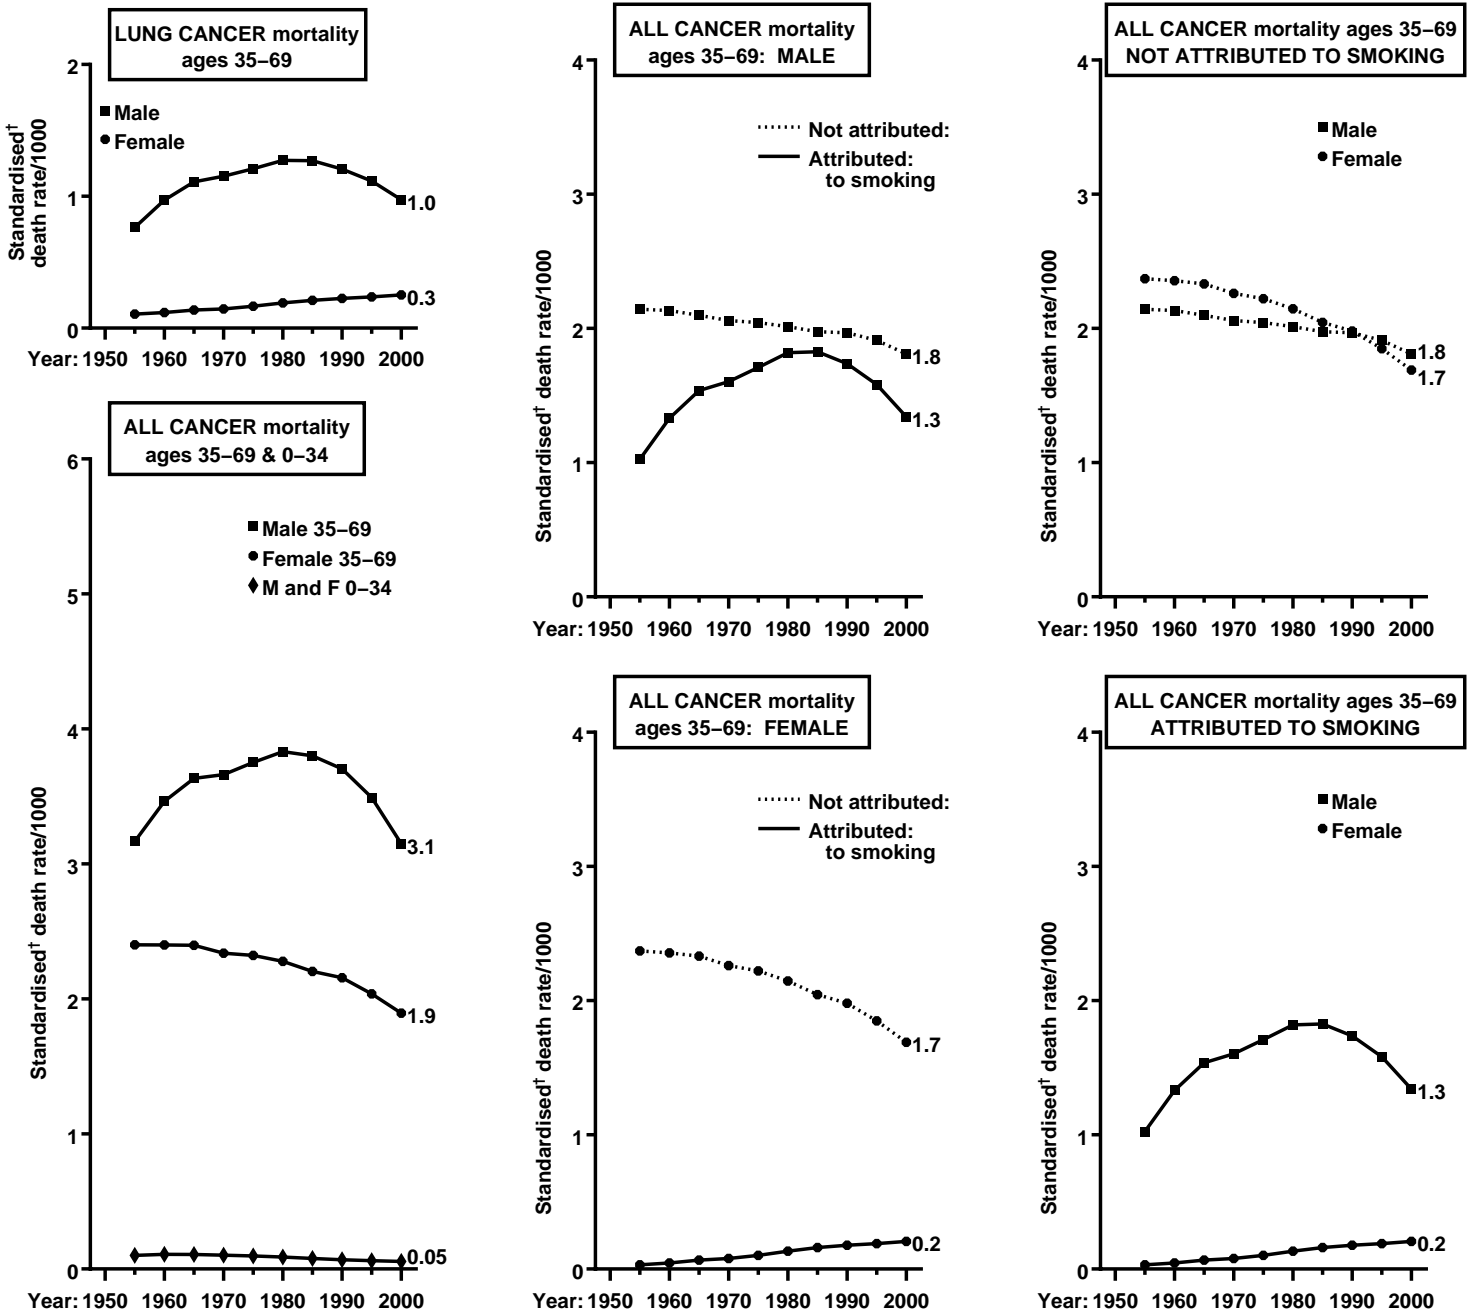 LUNG CANCER mortality
ages 35–69
2
1
0
Standardised†
death rate/1000
Male
Female
1.0
0.3
Year: 1950 1960 1970 1980 1990 2000
ALL CANCER mortality
ages 35–69 & 0–34
6
5
4
3
2
1
0
Standardised† death rate/1000
Male 35–69
Female 35–69
M and F 0–34
3.1
1.9
0.05
Year: 1950 1960 1970 1980 1990 2000
ALL CANCER mortality
ages 35–69: MALE
4
3
2
1
0
Standardised† death rate/1000
Not attributed:
Attributed:
to smoking
1.8
1.3
Year: 1950 1960 1970 1980 1990 2000
ALL CANCER mortality
ages 35–69: FEMALE
4
3
2
1
0
Standardised† death rate/1000
Not attributed:
Attributed:
to smoking
1.7
0.2
Year: 1950 1960 1970 1980 1990 2000
ALL CANCER mortality ages 35–69
NOT ATTRIBUTED TO SMOKING
4
3
2
1
0
Standardised† death rate/1000
Male
Female
1.8
1.7
Year: 1950 1960 1970 1980 1990 2000
ALL CANCER mortality ages 35–69
ATTRIBUTED TO SMOKING
4
3
2
1
0
Standardised† death rate/1000
Male
Female
1.3
0.2
Year: 1950 1960 1970 1980 1990 2000